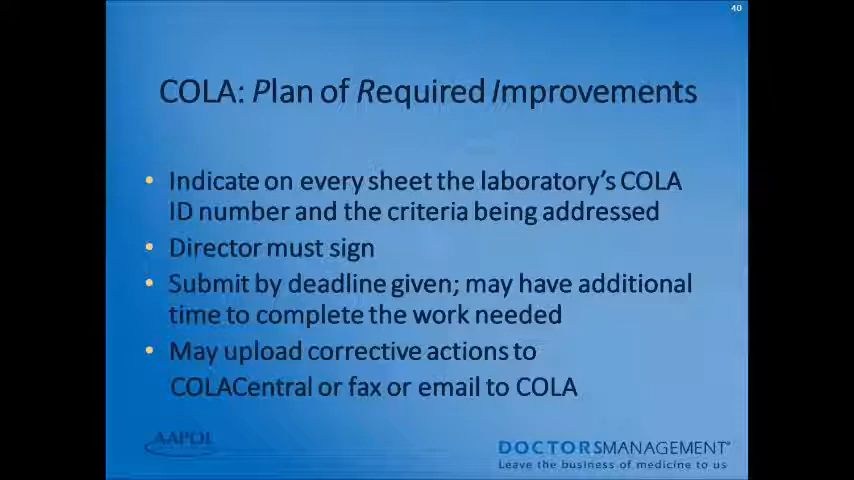 40
COLA: Plan of Required Improvements
• Indicate on every sheet the laboratory's COLA
ID number and the criteria being addressed
• Director must sign
• Submit by deadline given; may have additional
time to complete the work needed
• May upload corrective actions to
COLACentral or fax or email to COLA
AAPOL
DOCTORSMANAGEMENT®
Leave the business of medicine to us